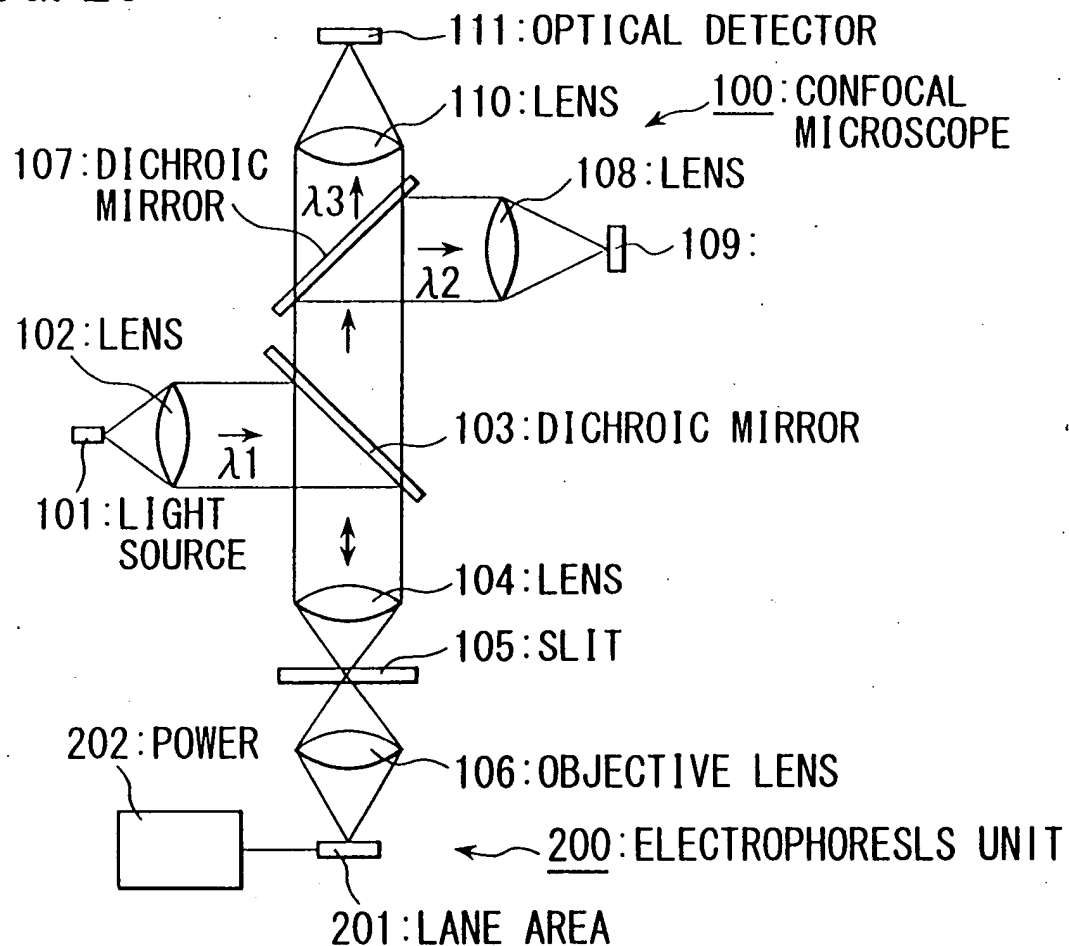 111:OPTICAL DETECTOR
110:LENS
100:CONFOCAL
MICROSCOPE
107:DICHROIC
MIRROR
108:LENS
λ3
109:
λ2
102:LENS
103:DICHROIC MIRROR
λ1
101:LIGHT
SOURCE
104:LENS
105:SLIT
202:POWER
106:OBJECTIVE LENS
200:ELECTROPHORESLS UNIT
201:LANE AREA